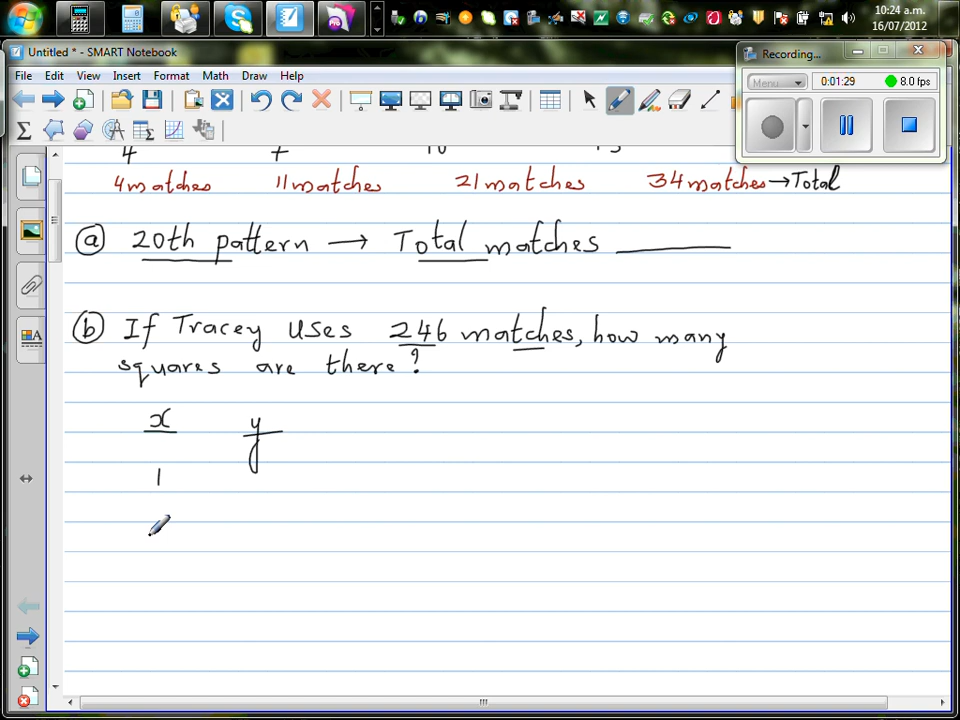 10:24 a.m.
16/07/2012
Untitled * - SMART Notebook
File Edit View Insert Format Math Draw Help
Recording...
Menu 0:01:29 8.0 fps
4 matches 11 matches 21 matches 34 matches → Total
(a) 20th pattern → Total matches ______
(b) If Tracey uses 246 matches, how many
squares are there?
x y
1